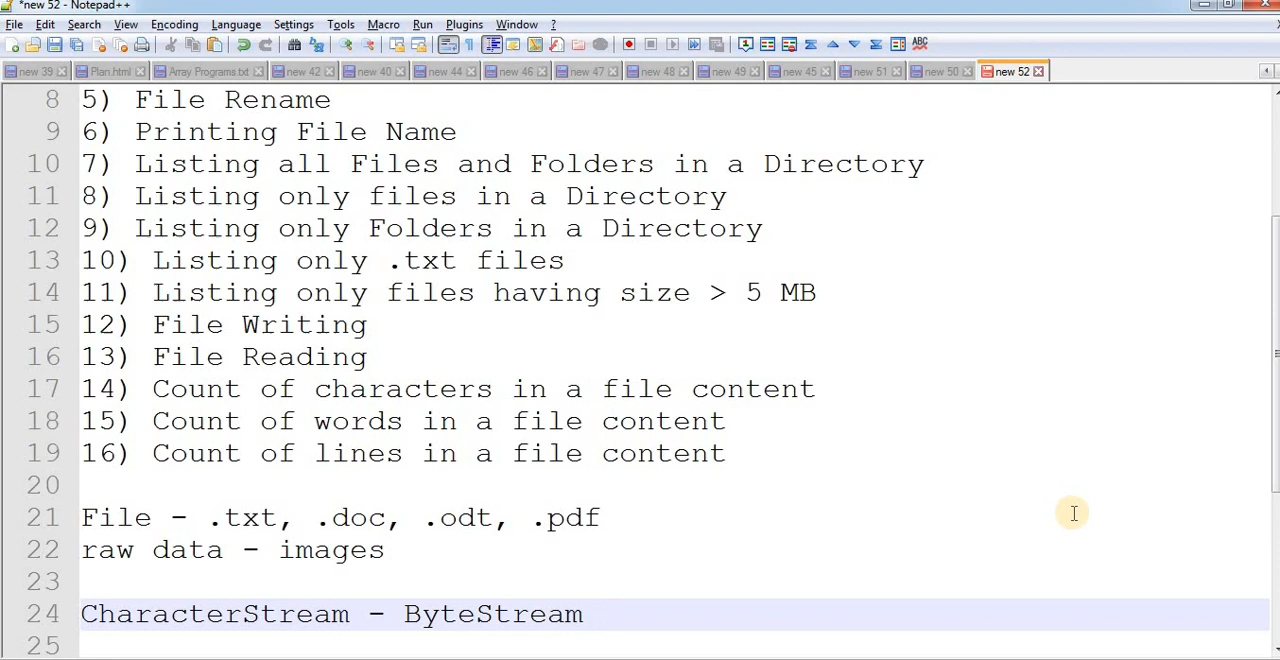 *new 52 - Notepad++
File Edit Search View Encoding Language Settings Tools Macro Run Plugins Window ?
ABC
new 39 Plan.html Array Programs.txt new 42 new 40 new 44 new 46 new 47 new 48 new 49 new 45 new 51 new 50 new 52
8 5) File Rename
9 6) Printing File Name
10 7) Listing all Files and Folders in a Directory
11 8) Listing only files in a Directory
12 9) Listing only Folders in a Directory
13 10) Listing only .txt files
14 11) Listing only files having size > 5 MB
15 12) File Writing
16 13) File Reading
17 14) Count of characters in a file content
18 15) Count of words in a file content
19 16) Count of lines in a file content
20
21 File - .txt, .doc, .odt, .pdf
22 raw data - images
23
24 CharacterStream - ByteStream
25